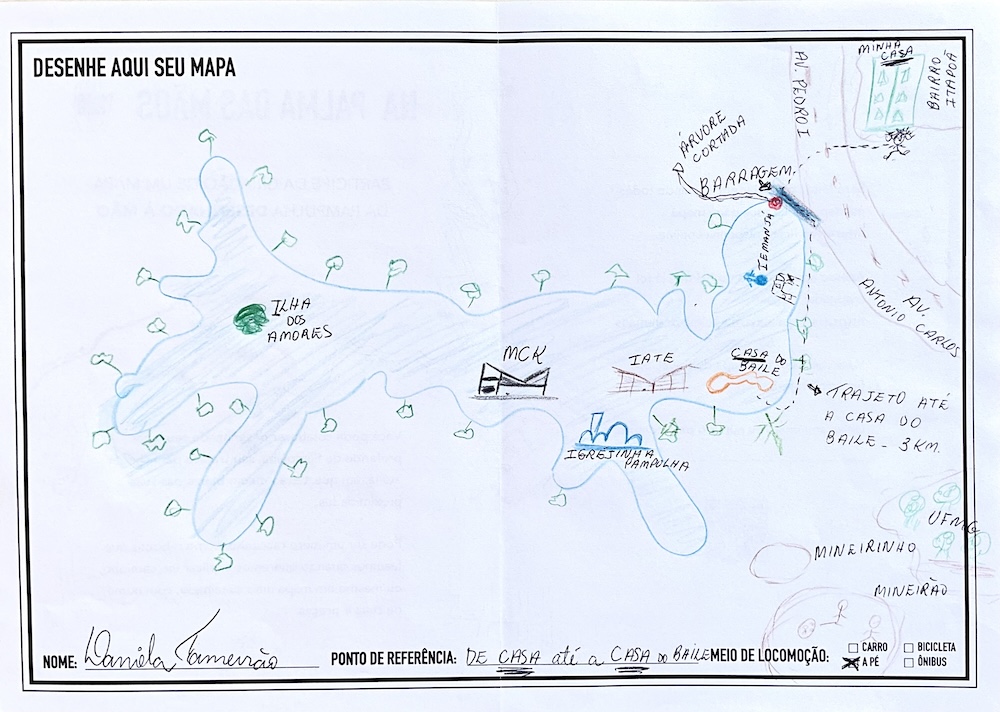 DESENHE AQUI SEU MAPA
MINHA
CASA
BAIRRO
ITAPOÃ
AV. PEDRO I
ÁRVORE
CORTADA
BARRAGEM.
IEMANJÁ
AV.
ANTONIO CARLOS
ILHA
DOS
AMORES
MCK
IATE
CASA DO
BAILE
TRAJETO ATÉ
A CASA DO
BAILE - 3KM.
IGREJINHA
PAMPULHA
UFMG
MINEIRINHO
MINEIRÃO
NOME: Daniela Tameirão
PONTO DE REFERÊNCIA: DE CASA até a CASA DO BAILE
MEIO DE LOCOMOÇÃO:
CARRO
BICICLETA
A PÉ
ÔNIBUS